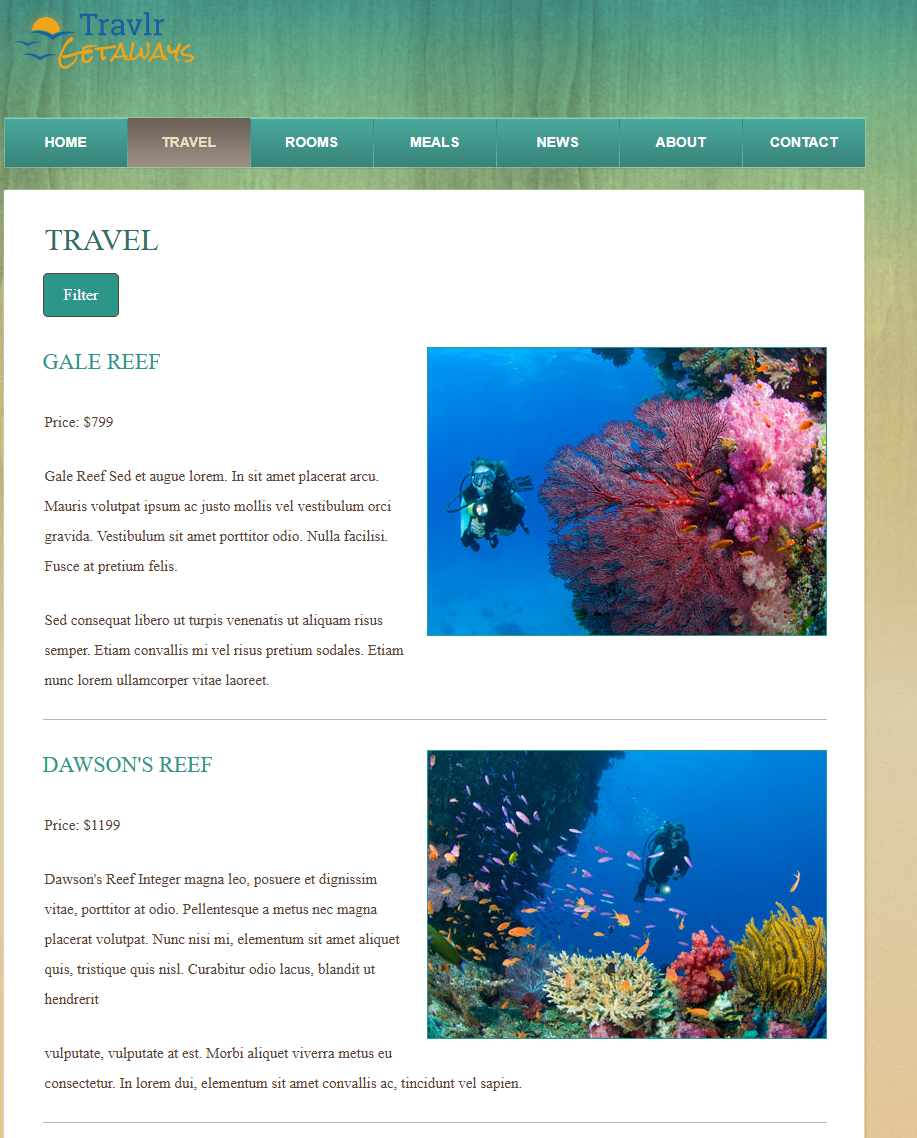 Travlr
Getaways
HOME TRAVEL ROOMS MEALS NEWS ABOUT CONTACT
TRAVEL
Filter
GALE REEF
Price: $799
Gale Reef Sed et augue lorem. In sit amet placerat arcu.
Mauris volutpat ipsum ac justo mollis vel vestibulum orci
gravida. Vestibulum sit amet porttitor odio. Nulla facilisi.
Fusce at pretium felis.
Sed consequat libero ut turpis venenatis ut aliquam risus
semper. Etiam convallis mi vel risus pretium sodales. Etiam
nunc lorem ullamcorper vitae laoreet.
DAWSON'S REEF
Price: $1199
Dawson's Reef Integer magna leo, posuere et dignissim
vitae, porttitor at odio. Pellentesque a metus nec magna
placerat volutpat. Nunc nisi mi, elementum sit amet aliquet
quis, tristique quis nisl. Curabitur odio lacus, blandit ut
hendrerit
vulputate, vulputate at est. Morbi aliquet viverra metus eu
consectetur. In lorem dui, elementum sit amet convallis ac, tincidunt vel sapien.